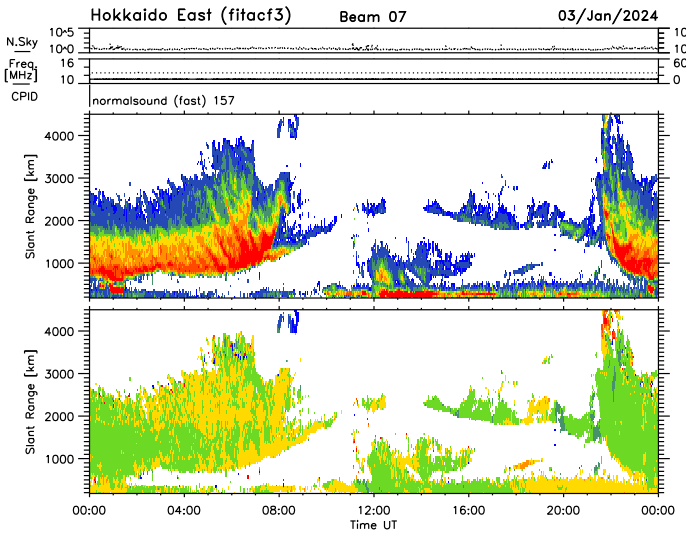 Hokkaido East (fitacf3) Beam 07 03/Jan/2024
N.Sky 10^5 10^0 10 10
Freq. [MHz] 16 10 60 0
CPID normalsound (fast) 157
Slant Range [km] 4000 3000 2000 1000
Slant Range [km] 4000 3000 2000 1000
00:00 04:00 08:00 12:00 16:00 20:00 00:00
Time UT